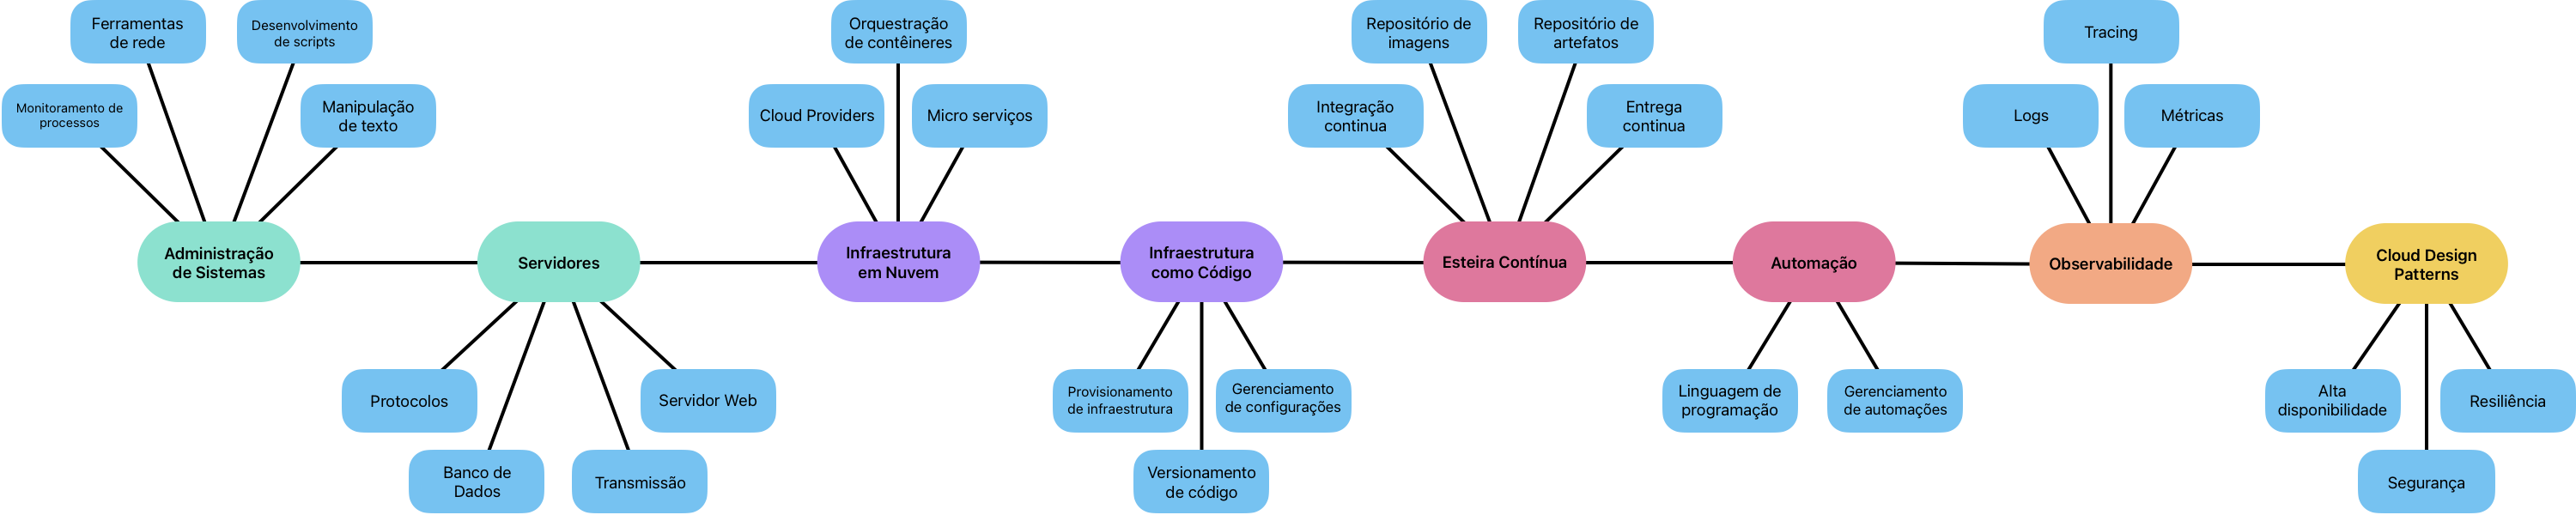 Ferramentas
de rede
Desenvolvimento
de scripts
Monitoramento de
processos
Manipulação
de texto
Administração
de Sistemas
Servidores
Protocolos
Banco de
Dados
Transmissão
Servidor Web
Orquestração
de contêineres
Cloud Providers
Micro serviços
Infraestrutura
em Nuvem
Infraestrutura
como Código
Provisionamento
de infraestrutura
Versionamento
de código
Gerenciamento
de configurações
Repositório de
imagens
Repositório de
artefatos
Integração
continua
Entrega
continua
Esteira Contínua
Automação
Linguagem de
programação
Gerenciamento
de automações
Tracing
Logs
Métricas
Observabilidade
Cloud Design
Patterns
Alta
disponibilidade
Segurança
Resiliência